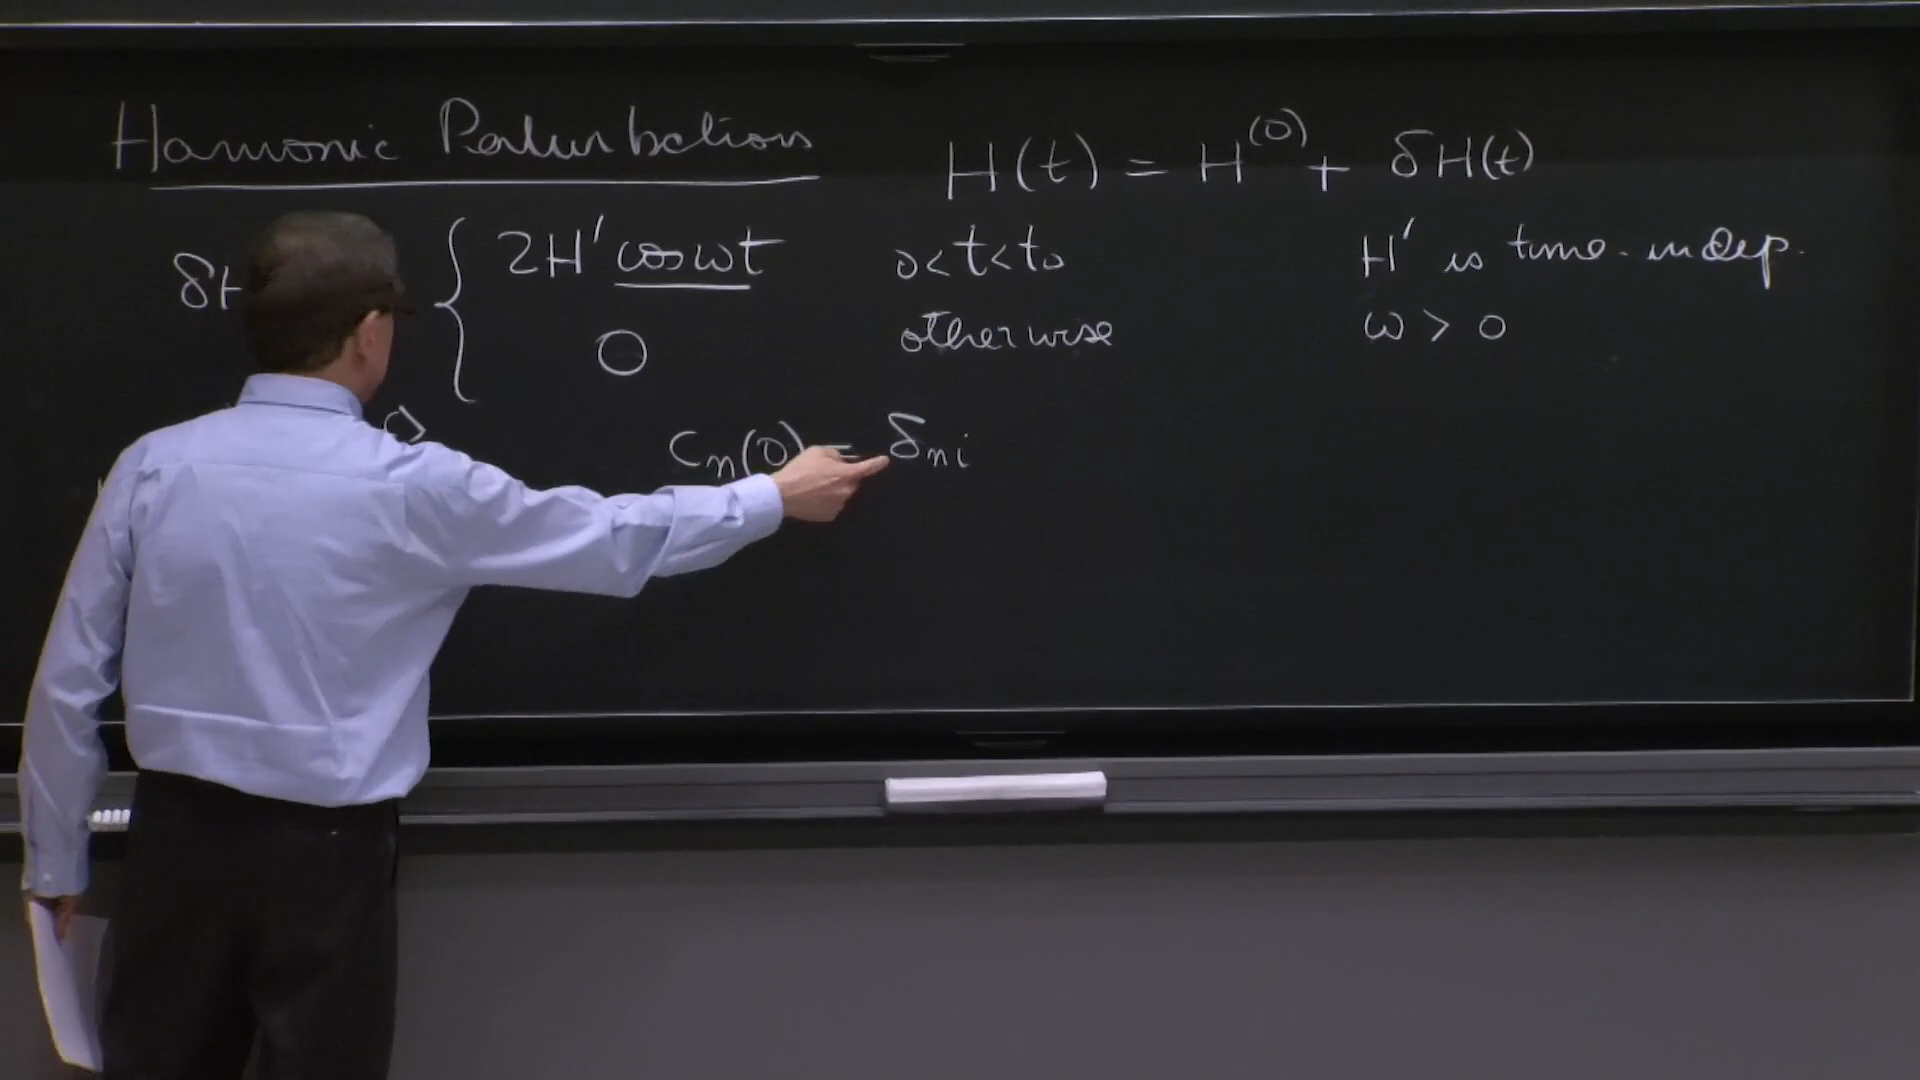 Harmonic Perturbation
H(t) = H^(0) + δH(t)
δH { 2H' cos ωt 0<t<t₀
0 otherwise
H' is time-indep.
ω > 0
cₙ(0) = δₙᵢ